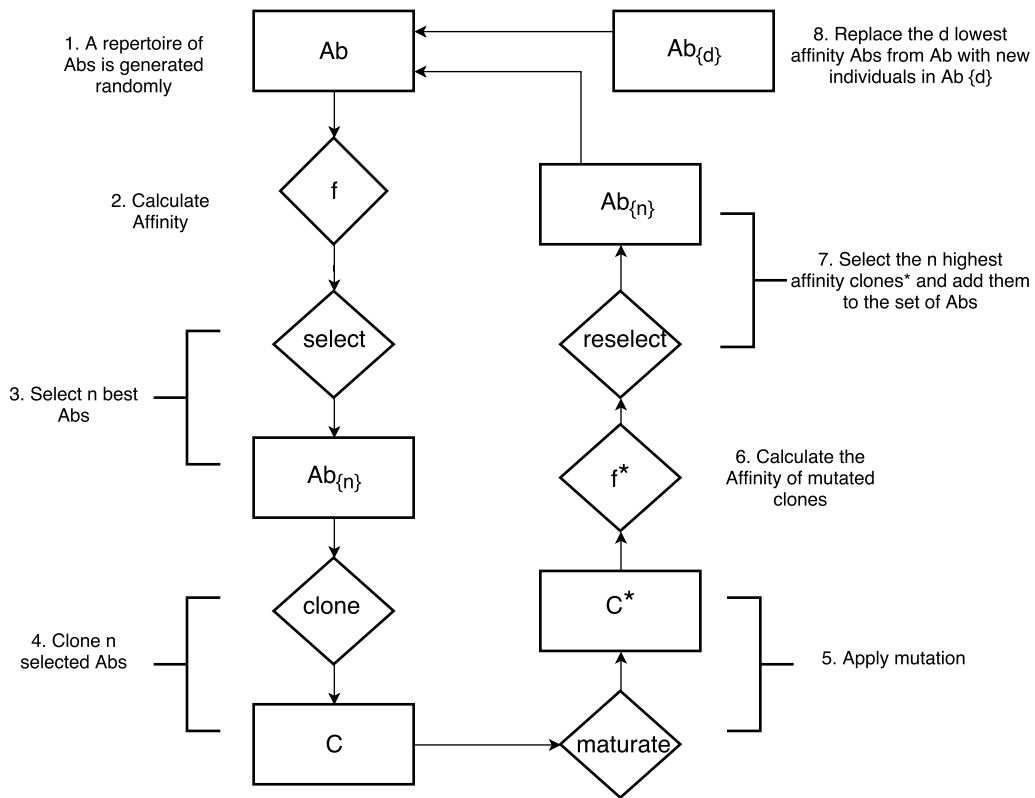 1. A repertoire of
Abs is generated
randomly
Ab
Ab{d}
8. Replace the d lowest
affinity Abs from Ab with new
individuals in Ab {d}
2. Calculate
Affinity
f
Ab{n}
7. Select the n highest
affinity clones* and add them
to the set of Abs
select
reselect
3. Select n best
Abs
Ab{n}
f*
6. Calculate the
Affinity of mutated
clones
clone
C*
4. Clone n
selected Abs
5. Apply mutation
C
maturate